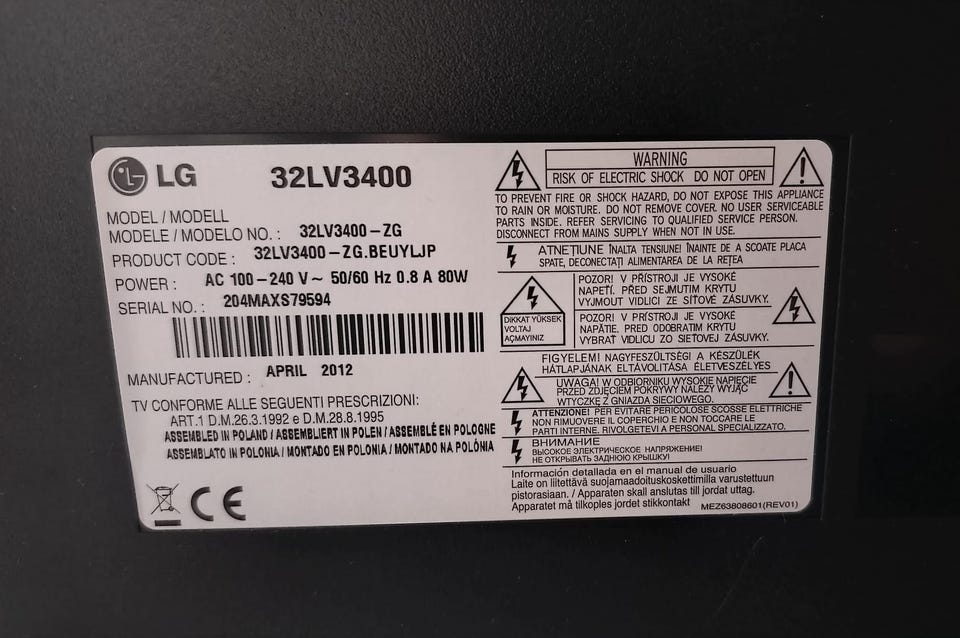 LG 32LV3400
MODEL / MODELL
MODELE / MODELO NO. : 32LV3400-ZG
PRODUCT CODE : 32LV3400-ZG.BEUYLJP
POWER : AC 100-240 V~ 50/60 Hz 0.8 A 80W
SERIAL NO. : 204MAXS79594
MANUFACTURED : APRIL 2012
TV CONFORME ALLE SEGUENTI PRESCRIZIONI:
ART.1 D.M.26.3.1992 e D.M.28.8.1995
ASSEMBLED IN POLAND / ASSEMBLIERT IN POLEN / ASSEMBLÉ EN POLOGNE
ASSEMBLATO IN POLONIA / MONTADO EN POLONIA / MONTADO NA POLÓNIA
CE
WARNING
RISK OF ELECTRIC SHOCK DO NOT OPEN
TO PREVENT FIRE OR SHOCK HAZARD, DO NOT EXPOSE THIS APPLIANCE
TO RAIN OR MOISTURE. DO NOT REMOVE COVER. NO USER SERVICEABLE
PARTS INSIDE. REFER SERVICING TO QUALIFIED SERVICE PERSON.
DISCONNECT FROM MAINS SUPPLY WHEN NOT IN USE.
ATNEȚIUNE ÎNALTA TENSIUNE! ÎNAINTE DE A SCOATE PLACA
SPATE, DECONECTAȚI ALIMENTAREA DE LA REȚEA
DIKKAT YÜKSEK
VOLTAJ
AÇMAYINIZ
POZOR! V PŘÍSTROJI JE VYSOKÉ
NAPETÍ. PŘED SEJMUTIM KRYTU
VYJMOUT VIDLICI ZE SÍŤOVÉ ZÁSUVKY.
POZOR! V PRÍSTROJI JE VYSOKÉ
NAPÁTIE. PRED ODOBRATIM KRYTU
VYBRAT VIDLICU ZO SIETOVEJ ZÁSUVKY.
FIGYELEM! NAGYFESZÜLTSÉGI A KÉSZÜLÉK
HÁTLAPJÁNAK ELTÁVOLÍTÁSA ÉLETVESZÉLYES
UWAGA! W ODBIORNIKU WYSOKIE NAPIĘCIE
PRZED ZDJĘCIEM POKRYWY NALEŻY WYJĄĆ
WTYCZKĘ Z GNIAZDA SIECIOWEGO.
ATTENZIONE! PER EVITARE PERICOLOSE SCOSSE ELETTRICHE
NON RIMUOVERE IL COPERCHIO E NON TOCCARE LE
PARTI INTERNE. RIVOLGETEVI A PERSONAL SPECIALIZZATO.
ВНИМАНИЕ
ВЫСОКОЕ ЭЛЕКТРИЧЕСКОЕ НАПРЯЖЕНИЕ!
НЕ ОТКРЫВАТЬ ЗАДНЮЮ КРЫШКУ!
Información detallada en el manual de usuario
Laite on liitettävä suojamaadoituskoskettimilla varustettuun
pistorasiaan. / Apparaten skall anslutas till jordat uttag.
Apparatet må tilkoples jordet stikkontakt MEZ63808601(REV01)